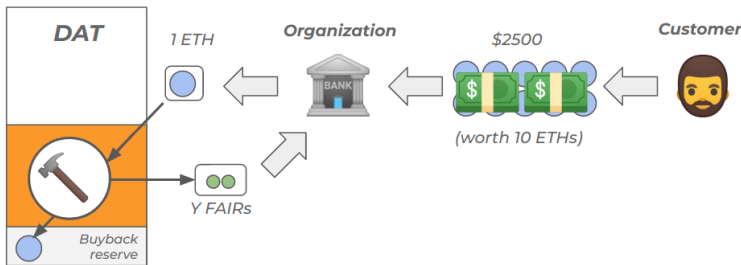 DAT
1 ETH
Organization
$2500
Customer
BANK
$ $
(worth 10 ETHs)
Y FAIRs
Buyback
reserve